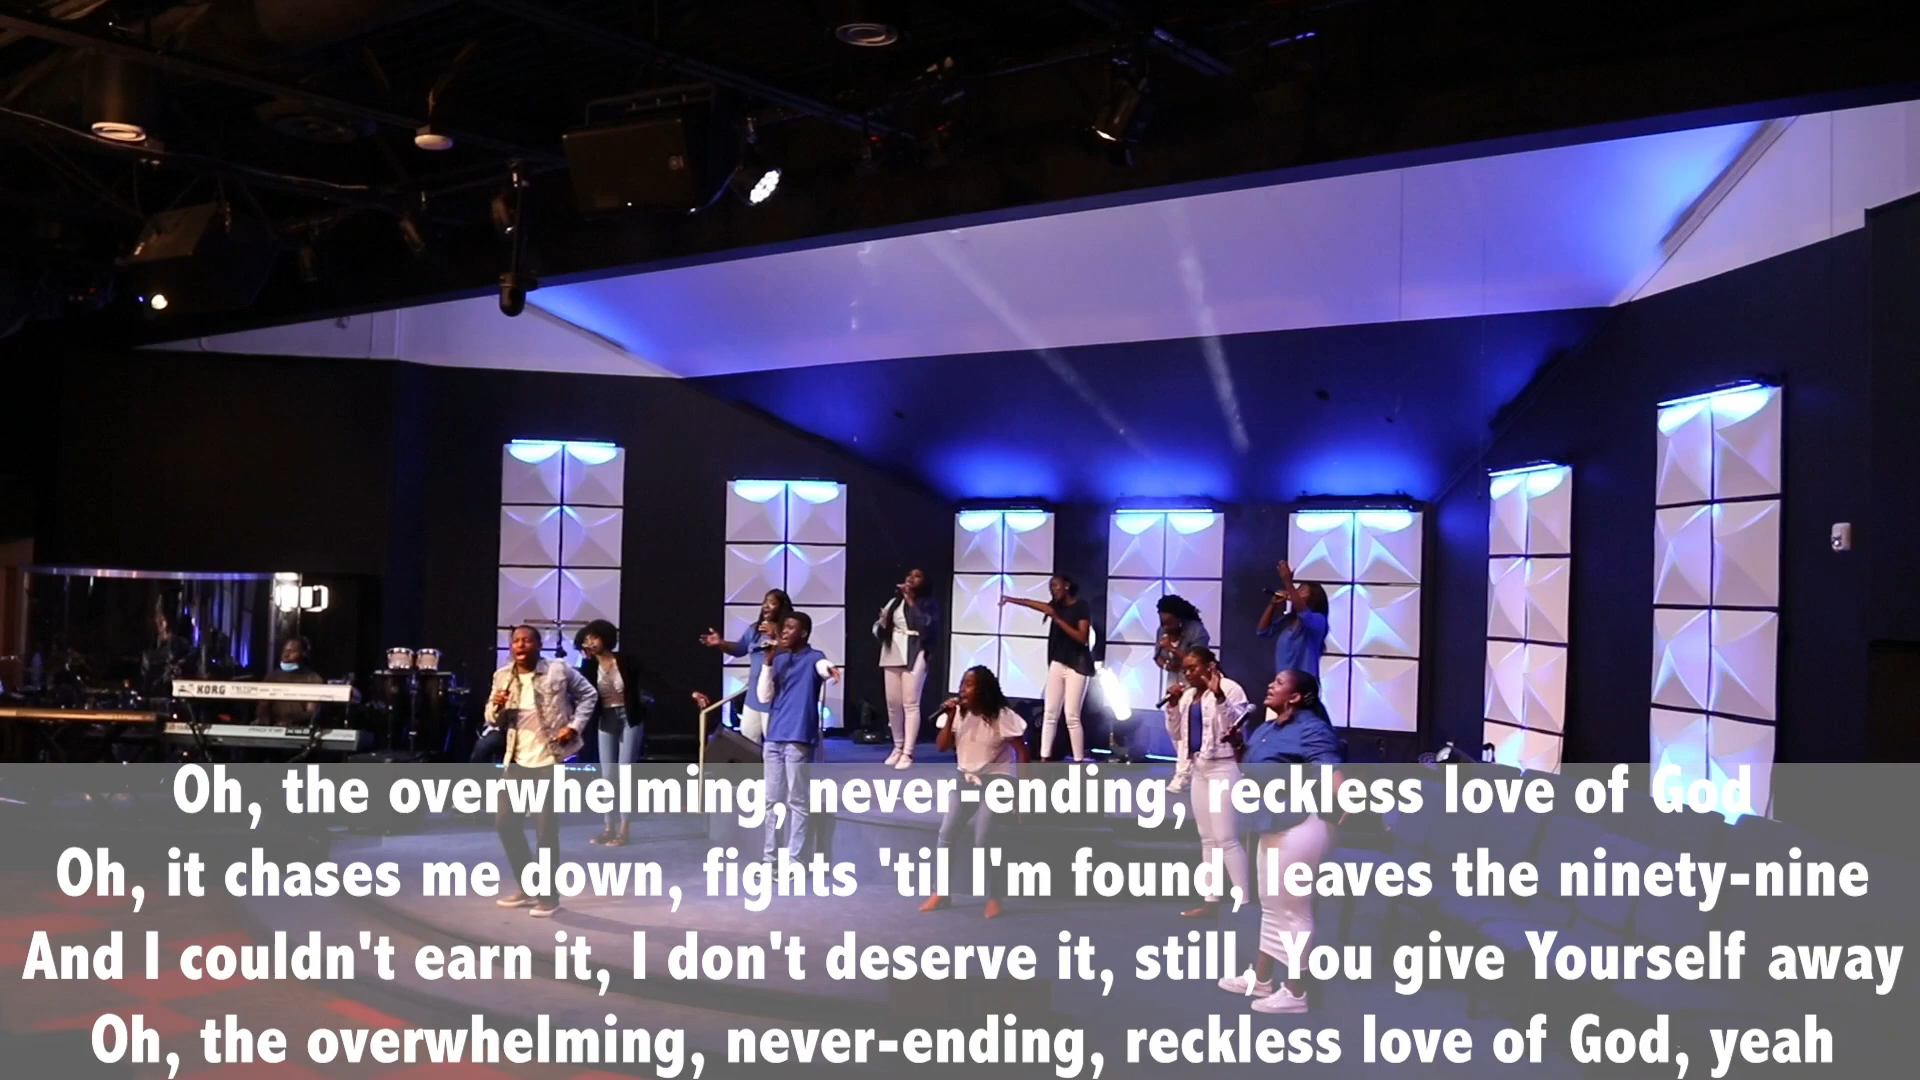 KORG TRITON
Oh, the overwhelming, never-ending, reckless love of God
Oh, it chases me down, fights 'til I'm found, leaves the ninety-nine
And I couldn't earn it, I don't deserve it, still, You give Yourself away
Oh, the overwhelming, never-ending, reckless love of God, yeah